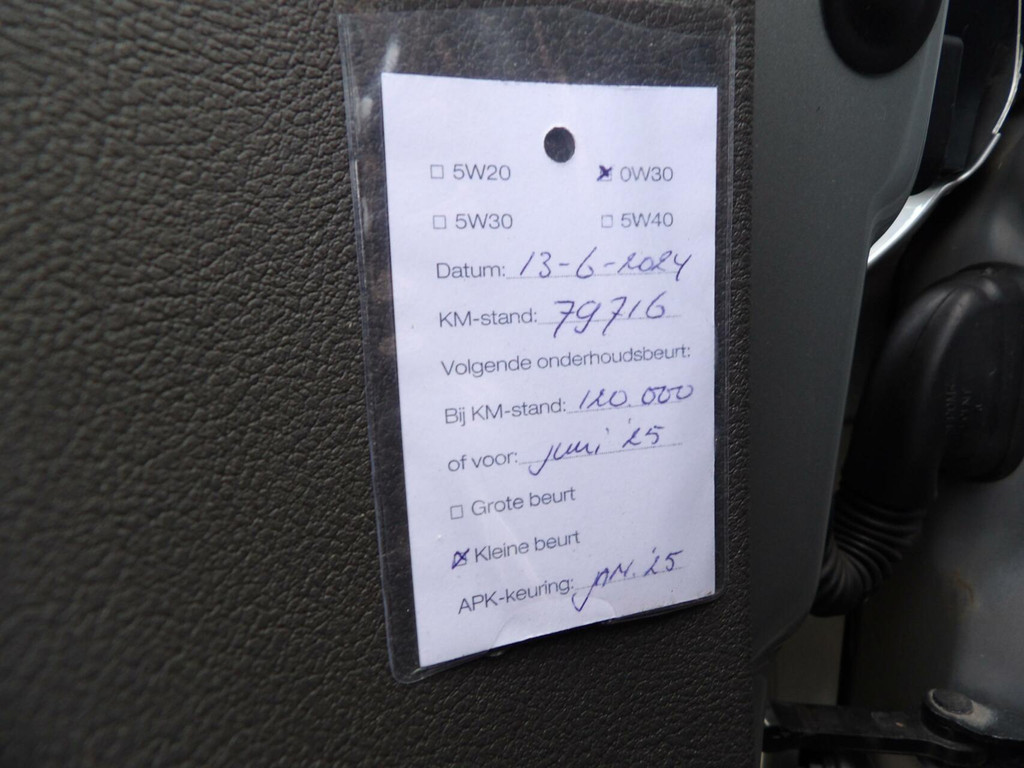 ☐ 5W20 ☒ 0W30
☐ 5W30 ☐ 5W40
Datum: 13-6-2024
KM-stand: 79716
Volgende onderhoudsbeurt:
Bij KM-stand: 120.000
of voor: juni '25
☐ Grote beurt
☒ Kleine beurt
APK-keuring: jan. '25